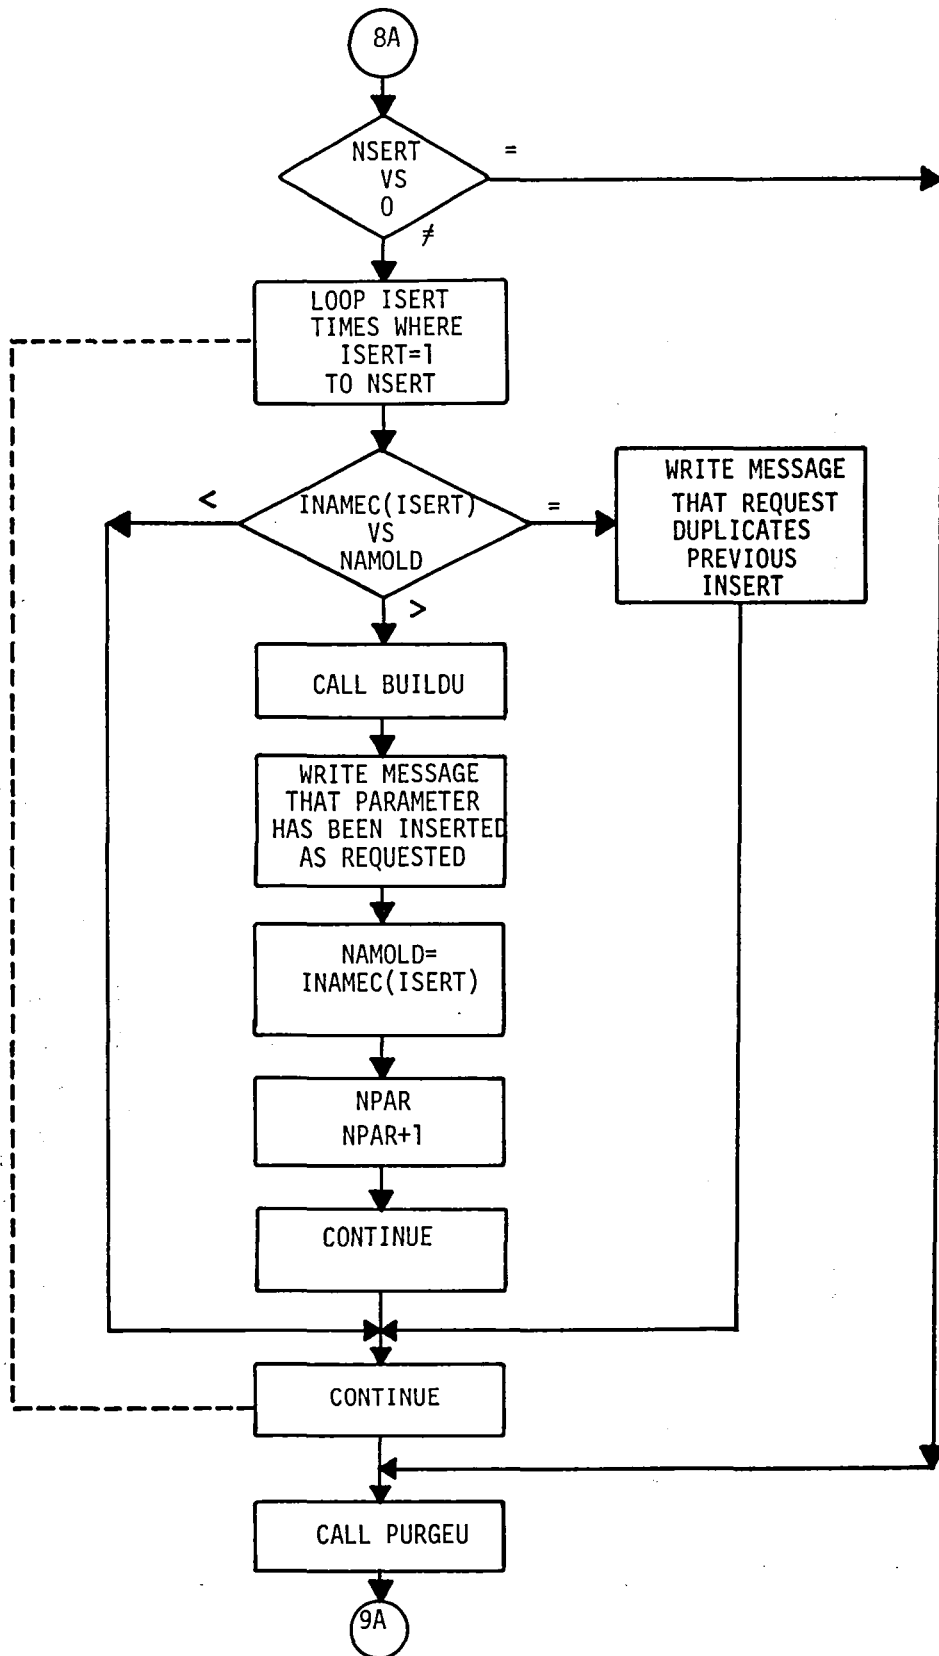 8A
NSERT
VS
0
=
≠
LOOP ISERT
TIMES WHERE
ISERT=1
TO NSERT
<
INAMEC(ISERT)
VS
NAMOLD
=
>
WRITE MESSAGE
THAT REQUEST
DUPLICATES
PREVIOUS
INSERT
CALL BUILDU
WRITE MESSAGE
THAT PARAMETER
HAS BEEN INSERTED
AS REQUESTED
NAMOLD=
INAMEC(ISERT)
NPAR
NPAR+1
CONTINUE
CONTINUE
CALL PURGEU
9A